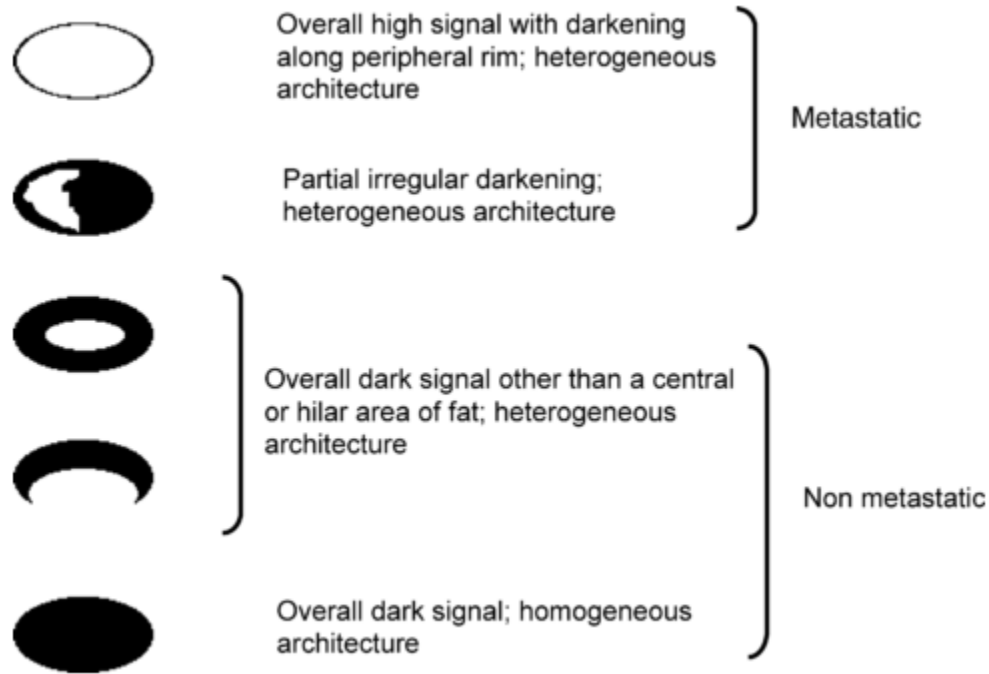 Overall high signal with darkening
along peripheral rim; heterogeneous
architecture
Metastatic
Partial irregular darkening;
heterogeneous architecture
Overall dark signal other than a central
or hilar area of fat; heterogeneous
architecture
Non metastatic
Overall dark signal; homogeneous
architecture